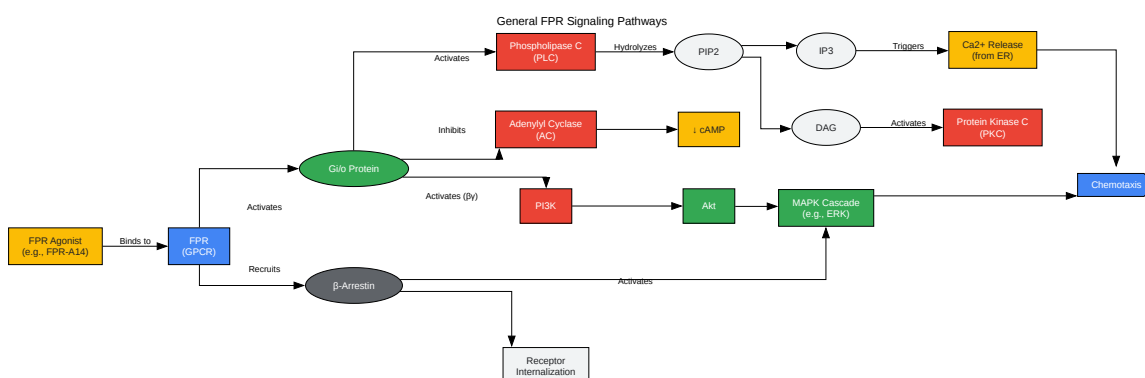 General FPR Signaling Pathways
Phospholipase C
(PLC)
Hydrolyzes
PIP2
IP3
Triggers
Ca2+ Release
(from ER)
Activates
Adenylyl Cyclase
(AC)
Inhibits
↓ cAMP
DAG
Activates
Protein Kinase C
(PKC)
Gi/o Protein
Activates (βγ)
PI3K
Akt
MAPK Cascade
(e.g., ERK)
Chemotaxis
Activates
FPR Agonist
(e.g., FPR-A14)
Binds to
FPR
(GPCR)
Recruits
β-Arrestin
Activates
Receptor
Internalization